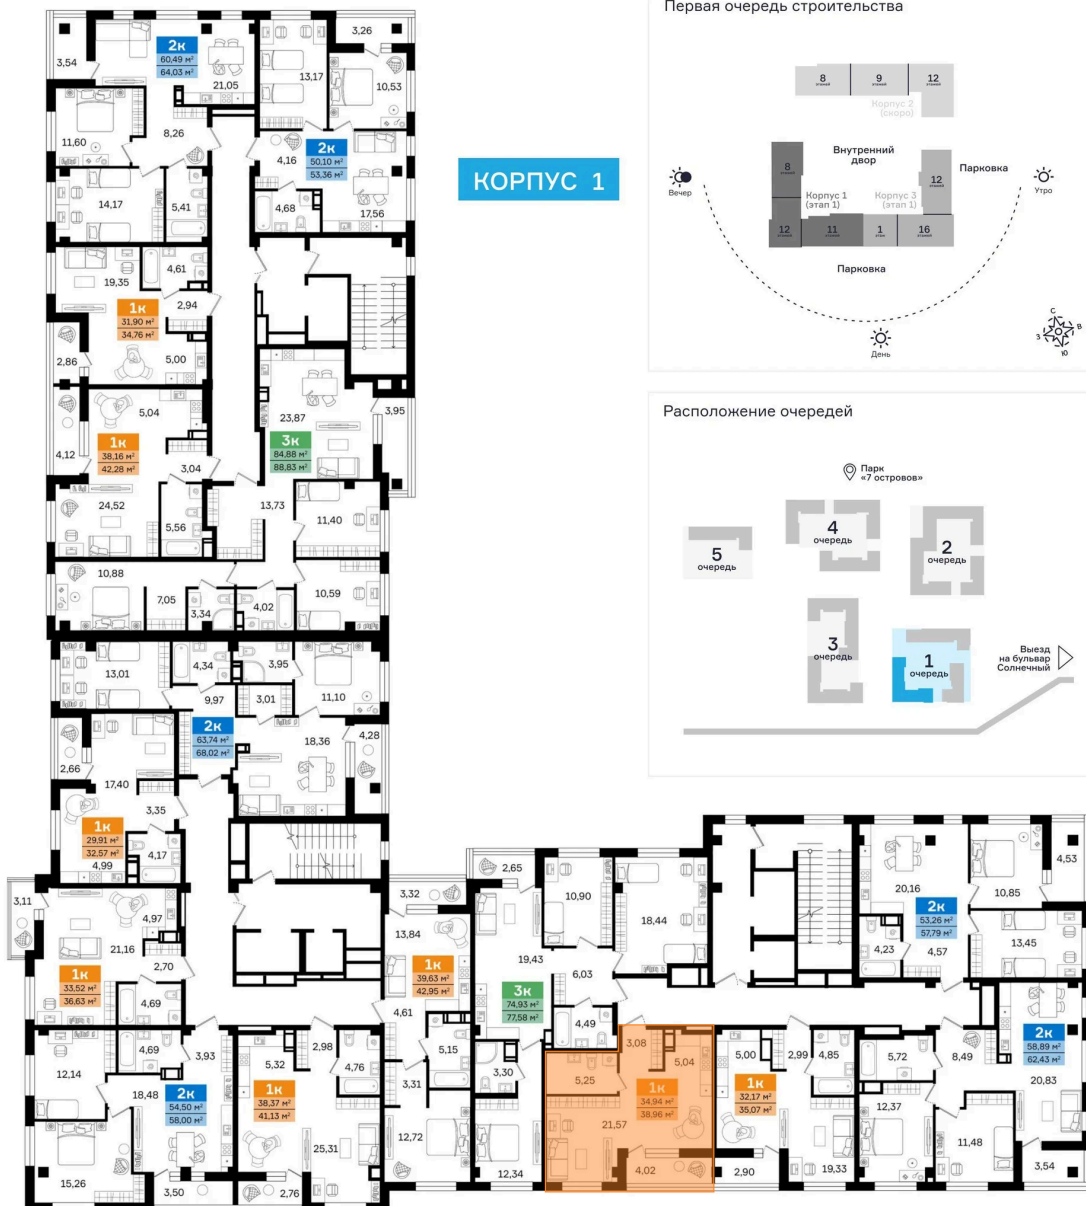 Первая очередь строительства
8
этажей
9
этажей
12
этажей
Корпус 2
(скоро)
Внутренний
двор
8
этажей
12
этажей
Парковка
Вечер
Утро
Корпус 1
(этап 1)
Корпус 3
(этап 1)
12
этажей
11
этажей
1
этаж
16
этажей
Парковка
День
С
В
З
Ю
Расположение очередей
Парк
«7 островов»
4
очередь
5
очередь
2
очередь
3
очередь
1
очередь
Выезд
на бульвар
Солнечный
КОРПУС 1
3,54
2к
60,49 м²
64,03 м²
21,05
11,60
8,26
14,17
5,41
3,26
13,17
10,53
4,16
2к
50,10 м²
53,36 м²
4,68
17,56
19,35
4,61
1к
31,90 м²
34,76 м²
2,94
2,86
5,00
5,04
4,12
1к
38,16 м²
42,28 м²
3,04
24,52
5,56
23,87
3,95
3к
84,88 м²
88,83 м²
13,73
11,40
10,88
7,05
3,34
4,02
10,59
13,01
4,34
3,95
9,97
3,01
11,10
2к
63,74 м²
68,02 м²
18,36
4,28
2,66
17,40
3,35
1к
29,91 м²
32,57 м²
4,17
4,99
3,11
4,97
21,16
2,70
1к
33,52 м²
36,63 м²
4,69
12,14
4,69
3,93
18,48
2к
54,50 м²
58,00 м²
15,26
3,50
5,32
2,98
4,76
1к
38,37 м²
41,13 м²
25,31
2,76
3,32
13,84
1к
39,63 м²
42,95 м²
4,61
5,15
3,31
12,72
2,65
10,90
18,44
19,43
6,03
3к
74,93 м²
77,58 м²
4,49
3,30
12,34
3,08
5,04
5,25
1к
34,94 м²
38,96 м²
21,57
4,02
5,00
2,99
4,85
1к
32,17 м²
35,07 м²
2,90
19,33
20,16
4,53
10,85
2к
53,26 м²
57,79 м²
4,23
4,57
13,45
5,72
8,49
2к
58,89 м²
62,43 м²
20,83
12,37
11,48
3,54